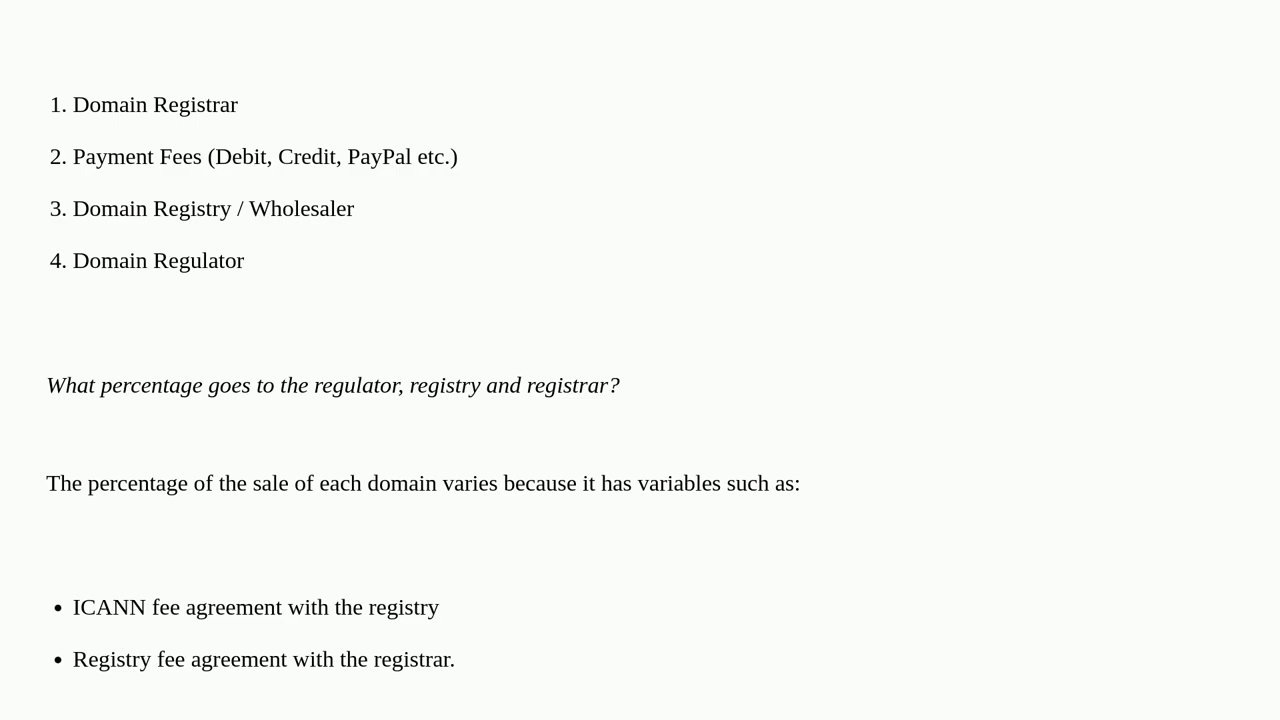 1. Domain Registrar
2. Payment Fees (Debit, Credit, PayPal etc.)
3. Domain Registry / Wholesaler
4. Domain Regulator
What percentage goes to the regulator, registry and registrar?
The percentage of the sale of each domain varies because it has variables such as:
• ICANN fee agreement with the registry
• Registry fee agreement with the registrar.